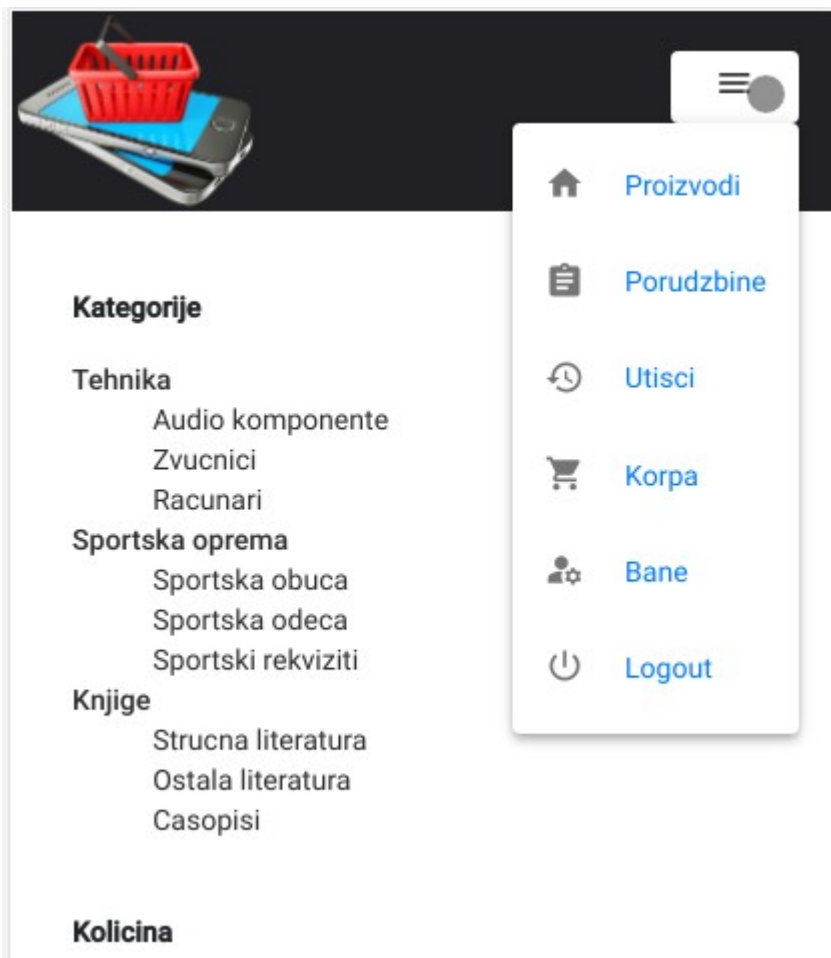 Proizvodi
Porudzbine
Utisci
Korpa
Bane
Logout
Kategorije
Tehnika
Audio komponente
Zvucnici
Racunari
Sportska oprema
Sportska obuca
Sportska odeca
Sportski rekviziti
Knjige
Strucna literatura
Ostala literatura
Casopisi
Kolicina